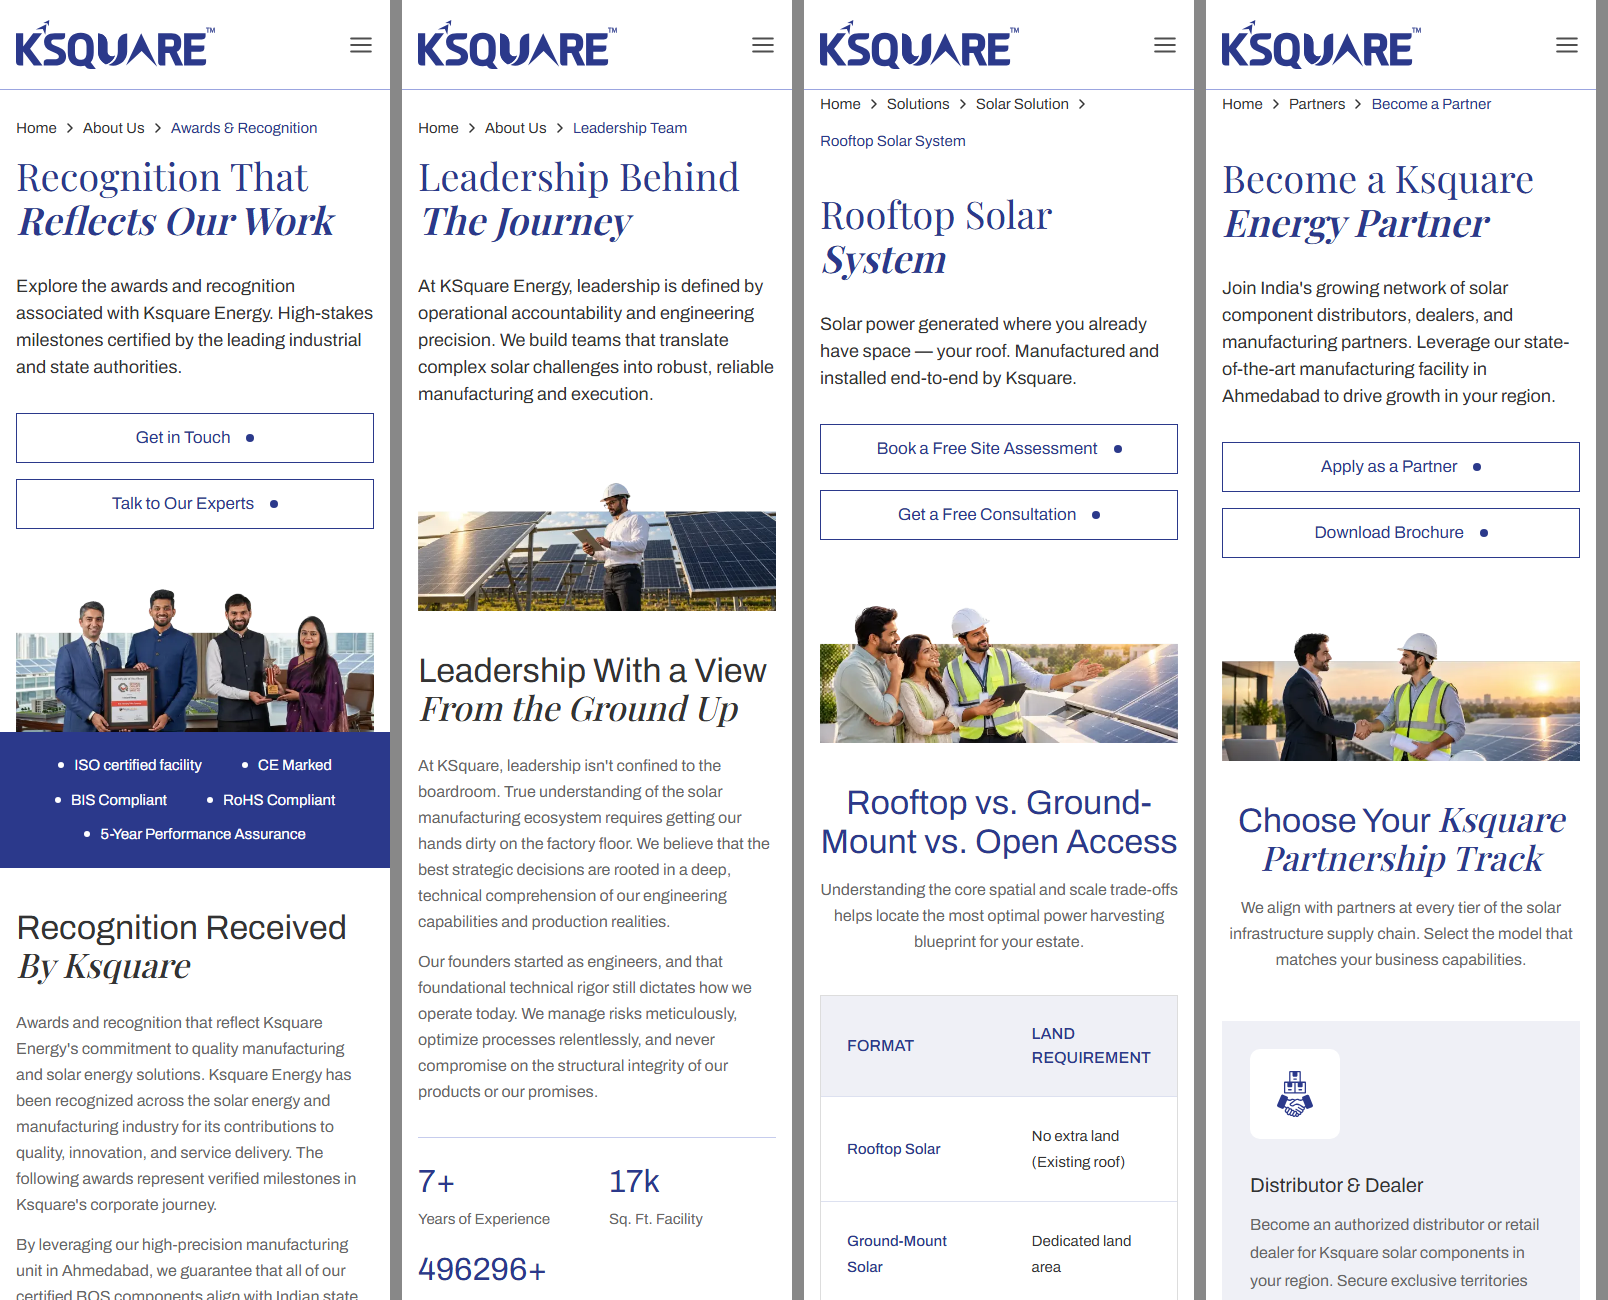 KSQUARE™
Home > About Us > Awards & Recognition
Recognition That
Reflects Our Work
Explore the awards and recognition
associated with Ksquare Energy. High-stakes
milestones certified by the leading industrial
and state authorities.
Get in Touch
Talk to Our Experts
ISO certified facility
CE Marked
BIS Compliant
RoHS Compliant
5-Year Performance Assurance
Recognition Received
By Ksquare
Awards and recognition that reflect Ksquare
Energy's commitment to quality manufacturing
and solar energy solutions. Ksquare Energy has
been recognized across the solar energy and
manufacturing industry for its contributions to
quality, innovation, and service delivery. The
following awards represent verified milestones in
Ksquare's corporate journey.
By leveraging our high-precision manufacturing
unit in Ahmedabad, we guarantee that all of our
certified BOS components align with Indian state
KSQUARE™
Home > About Us > Leadership Team
Leadership Behind
The Journey
At KSquare Energy, leadership is defined by
operational accountability and engineering
precision. We build teams that translate
complex solar challenges into robust, reliable
manufacturing and execution.
Leadership With a View
From the Ground Up
At KSquare, leadership isn't confined to the
boardroom. True understanding of the solar
manufacturing ecosystem requires getting our
hands dirty on the factory floor. We believe that the
best strategic decisions are rooted in a deep,
technical comprehension of our engineering
capabilities and production realities.
Our founders started as engineers, and that
foundational technical rigor still dictates how we
operate today. We manage risks meticulously,
optimize processes relentlessly, and never
compromise on the structural integrity of our
products or our promises.
7+
Years of Experience
17k
Sq. Ft. Facility
496296+
KSQUARE™
Home > Solutions > Solar Solution >
Rooftop Solar System
Rooftop Solar
System
Solar power generated where you already
have space — your roof. Manufactured and
installed end-to-end by Ksquare.
Book a Free Site Assessment
Get a Free Consultation
Rooftop vs. Ground-
Mount vs. Open Access
Understanding the core spatial and scale trade-offs
helps locate the most optimal power harvesting
blueprint for your estate.
FORMAT
LAND
REQUIREMENT
Rooftop Solar
No extra land
(Existing roof)
Ground-Mount
Solar
Dedicated land
area
KSQUARE™
Home > Partners > Become a Partner
Become a Ksquare
Energy Partner
Join India's growing network of solar
component distributors, dealers, and
manufacturing partners. Leverage our state-
of-the-art manufacturing facility in
Ahmedabad to drive growth in your region.
Apply as a Partner
Download Brochure
Choose Your Ksquare
Partnership Track
We align with partners at every tier of the solar
infrastructure supply chain. Select the model that
matches your business capabilities.
Distributor & Dealer
Become an authorized distributor or retail
dealer for Ksquare solar components in
your region. Secure exclusive territories